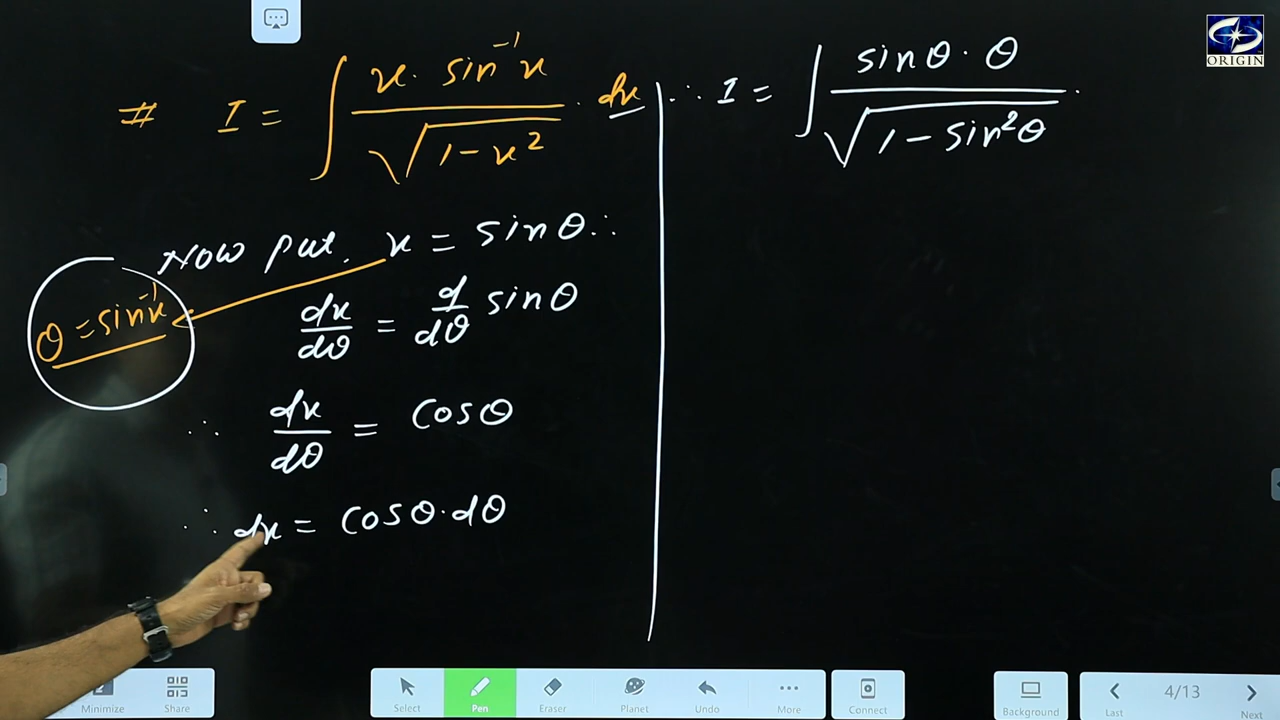 # I = ∫ x · sin⁻¹x / √(1 - x²) · dx
Now put, x = sinθ ∴
θ = sin⁻¹x
dx/dθ = d/dθ sinθ
∴ dx/dθ = cosθ
∴ dx = cosθ · dθ
∴ I = ∫ sinθ · θ / √(1 - sin²θ) ·
ORIGIN
Minimize Share
Select Pen Eraser Planet Undo More
Connect
Background
Last 4/13 Next